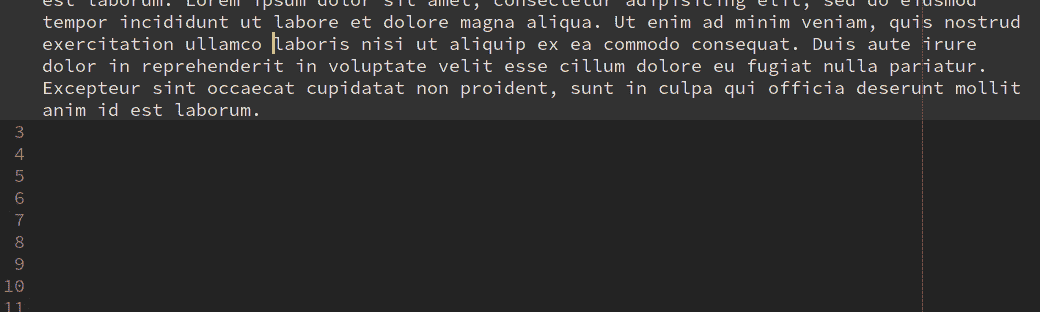 est laborum. Lorem ipsum dolor sit amet, consectetur adipisicing elit, sed do eiusmod
tempor incididunt ut labore et dolore magna aliqua. Ut enim ad minim veniam, quis nostrud
exercitation ullamco laboris nisi ut aliquip ex ea commodo consequat. Duis aute irure
dolor in reprehenderit in voluptate velit esse cillum dolore eu fugiat nulla pariatur.
Excepteur sint occaecat cupidatat non proident, sunt in culpa qui officia deserunt mollit
anim id est laborum.
3
4
5
6
7
8
9
10
11